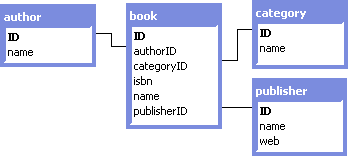 author
ID
name
book
ID
authorID
categoryID
isbn
name
publisherID
category
ID
name
publisher
ID
name
web